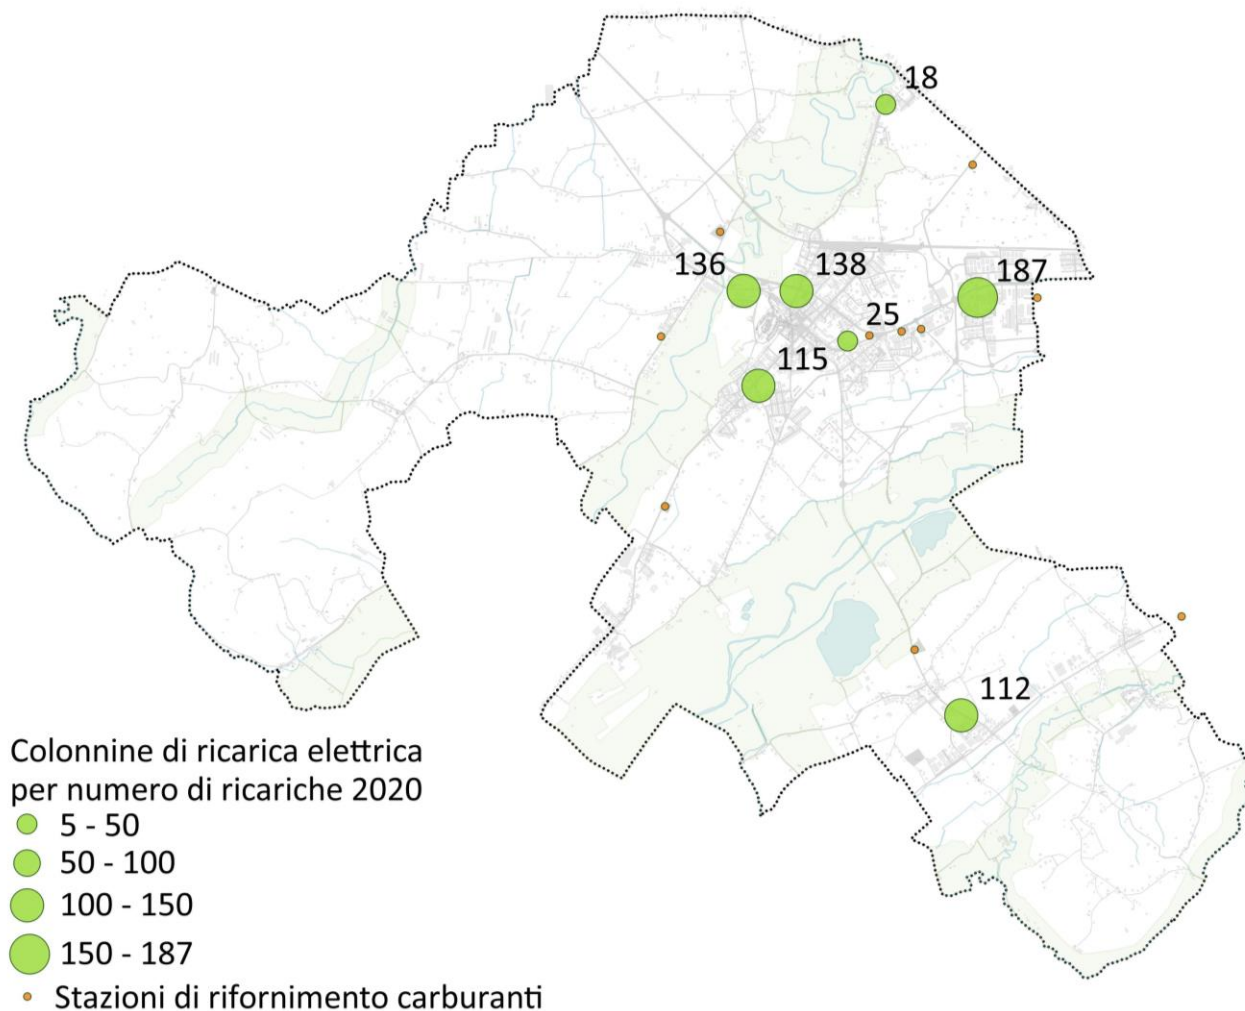 18
136
138
187
25
115
112
Colonnine di ricarica elettrica
per numero di ricariche 2020
5 - 50
50 - 100
100 - 150
150 - 187
Stazioni di rifornimento carburanti